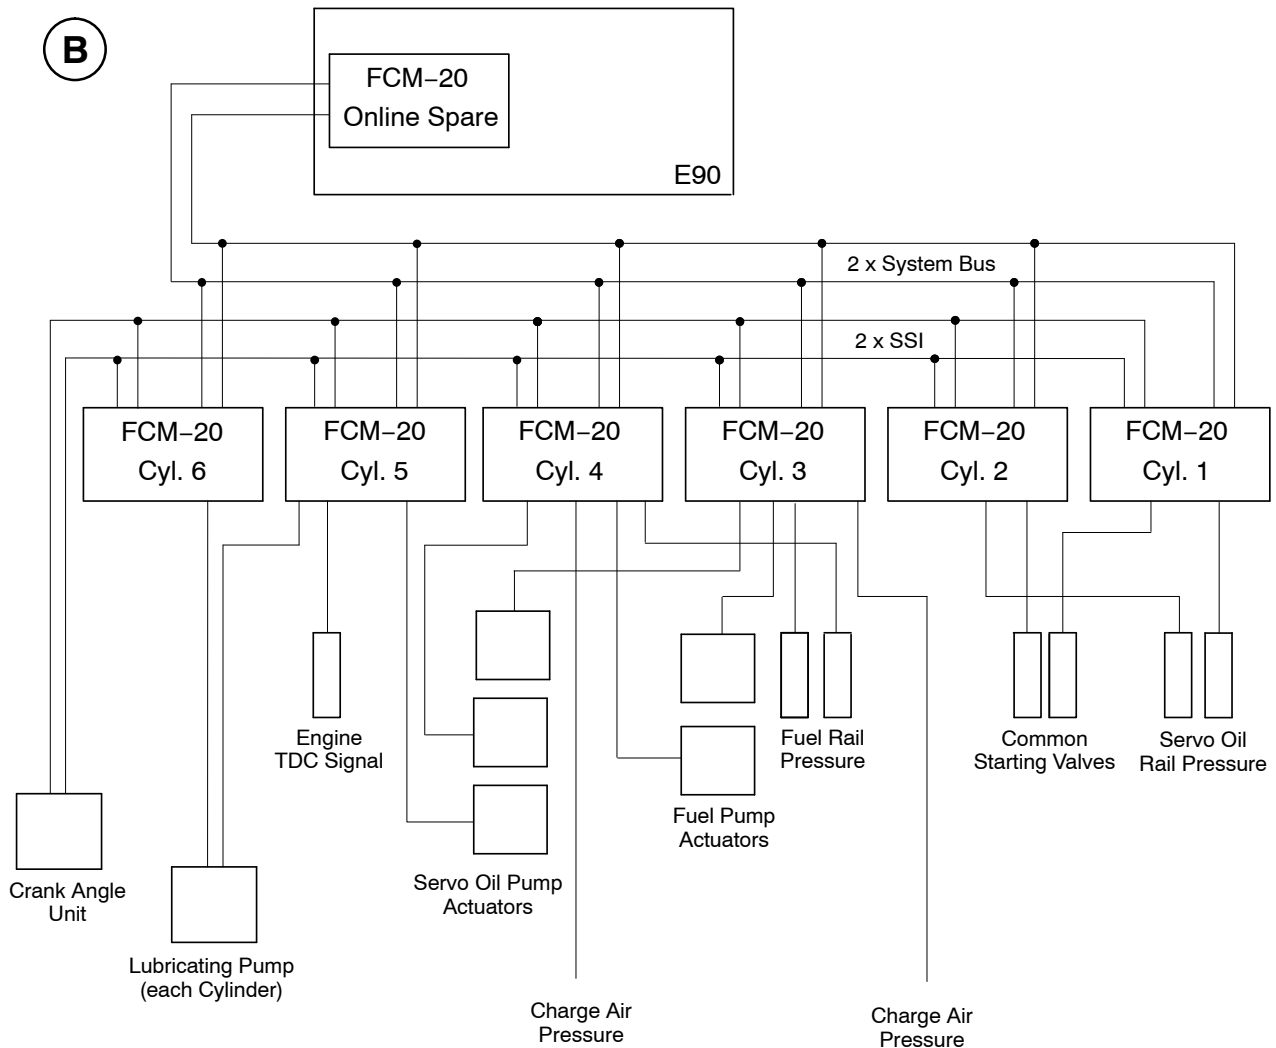 B
FCM−20
Online Spare
E90
2 x System Bus
2 x SSI
FCM−20
Cyl. 6
FCM−20
Cyl. 5
FCM−20
Cyl. 4
FCM−20
Cyl. 3
FCM−20
Cyl. 2
FCM−20
Cyl. 1
Engine
TDC Signal
Fuel Rail
Pressure
Common
Starting Valves
Servo Oil
Rail Pressure
Fuel Pump
Actuators
Crank Angle
Unit
Servo Oil Pump
Actuators
Lubricating Pump
(each Cylinder)
Charge Air
Pressure
Charge Air
Pressure